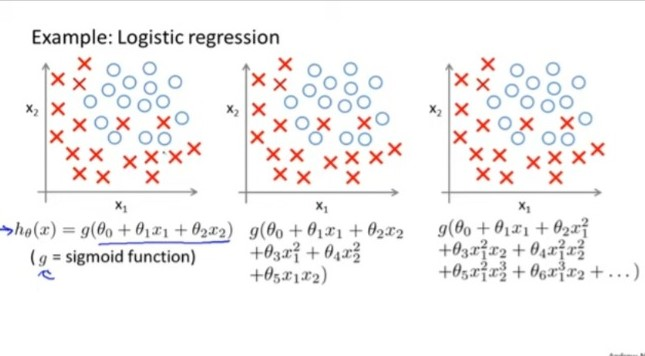 Example: Logistic regression
x₂
x₁
x₂
x₁
x₂
x₁
hθ(x) = g(θ₀ + θ₁x₁ + θ₂x₂)
(g = sigmoid function)
g(θ₀ + θ₁x₁ + θ₂x₂
+θ₃x₁² + θ₄x₂²
+θ₅x₁x₂)
g(θ₀ + θ₁x₁ + θ₂x₁²
+θ₃x₁²x₂ + θ₄x₁²x₂²
+θ₅x₁²x₂³ + θ₆x₁³x₂ + ...)